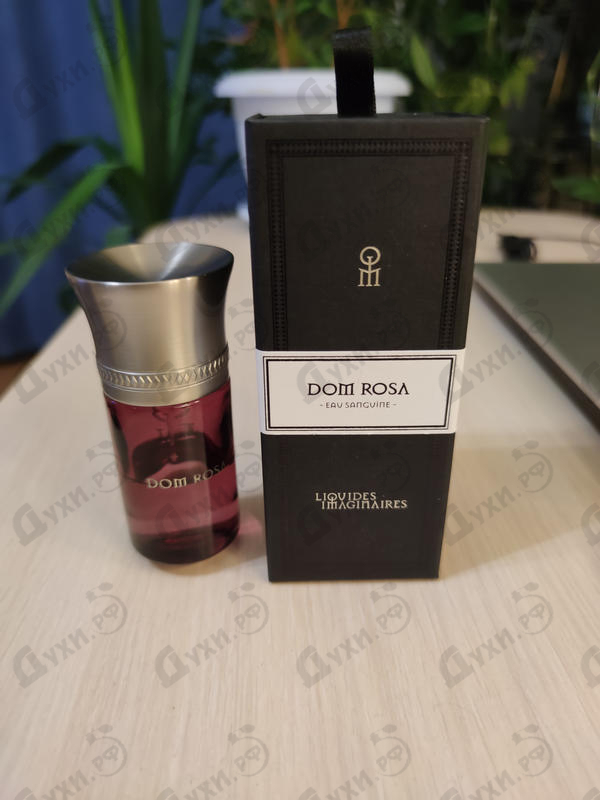 DOM ROSA
- EAU SANGUINE -
LIQUIDES
IMAGINAIRES
DOM ROSA
Духи.рф